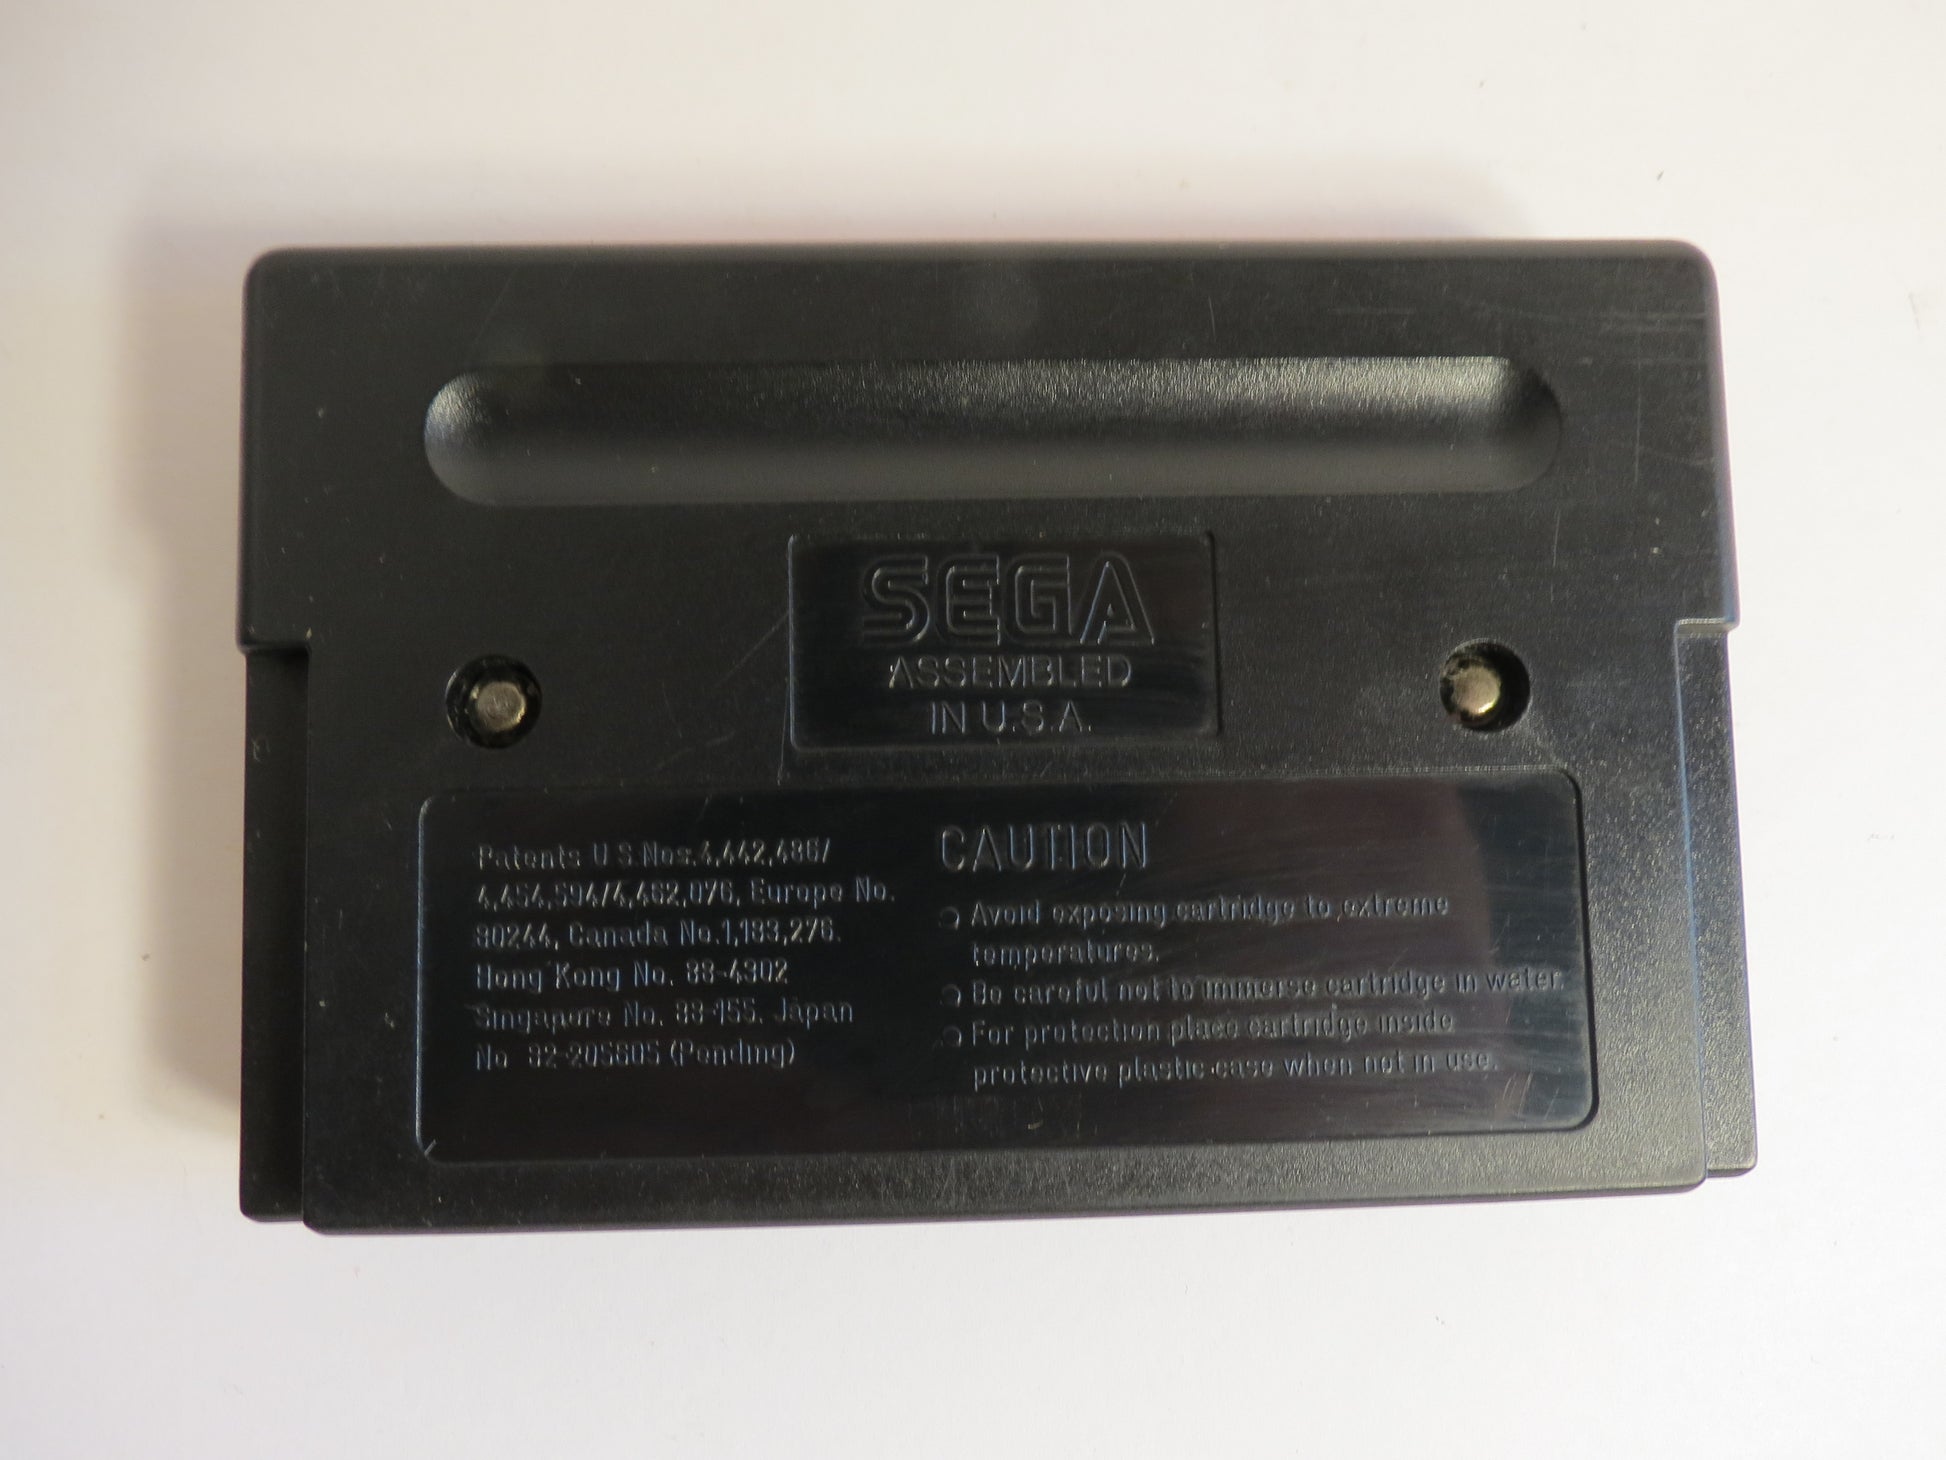 SEGA
ASSEMBLED
IN U.S.A.
Patents U.S.Nos.4,442,486/
4,454,594/4,462,076, Europe No.
80244, Canada No.1,183,276.
Hong Kong No. 88-4302
Singapore No. 88-155. Japan
No 82-205605 (Pending)
CAUTION
Avoid exposing cartridge to extreme
temperatures.
Be careful not to immerse cartridge in water.
For protection place cartridge inside
protective plastic case when not in use.